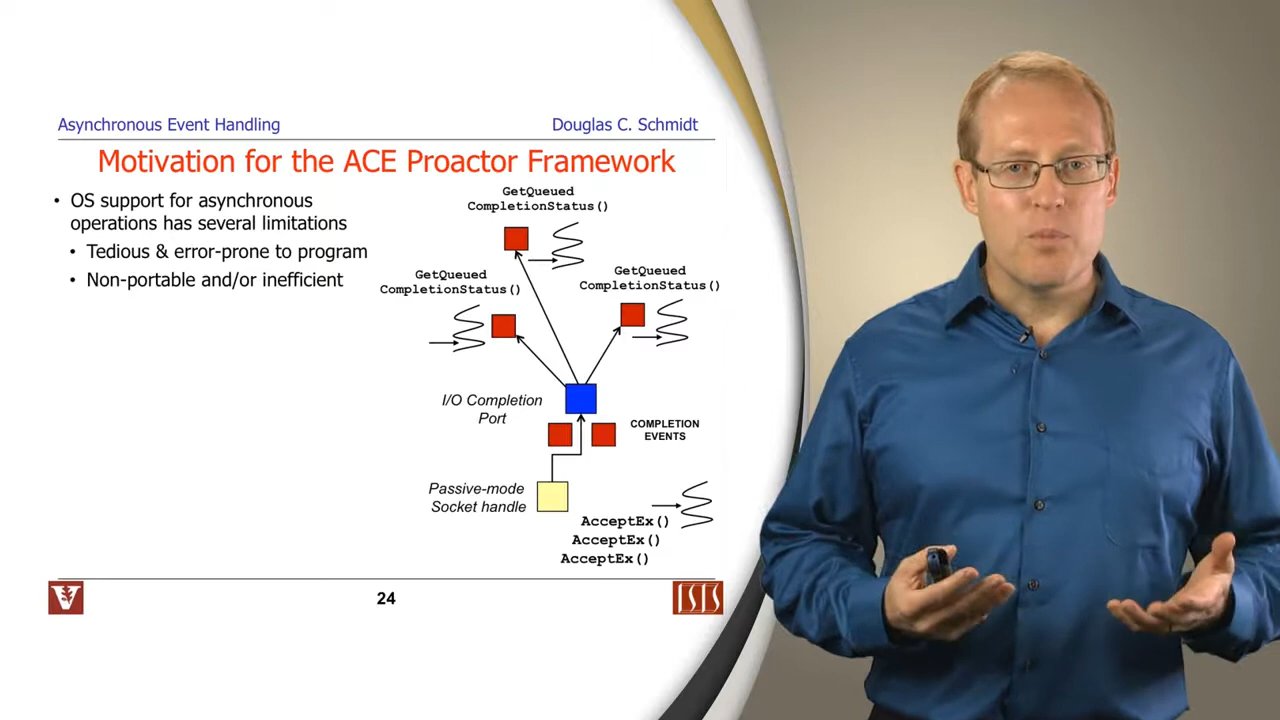 Asynchronous Event Handling
Douglas C. Schmidt
Motivation for the ACE Proactor Framework
• OS support for asynchronous
operations has several limitations
• Tedious & error-prone to program
• Non-portable and/or inefficient
GetQueued
CompletionStatus()
GetQueued
CompletionStatus()
GetQueued
CompletionStatus()
I/O Completion
Port
COMPLETION
EVENTS
Passive-mode
Socket handle
AcceptEx()
AcceptEx()
AcceptEx()
V
24
ISIS